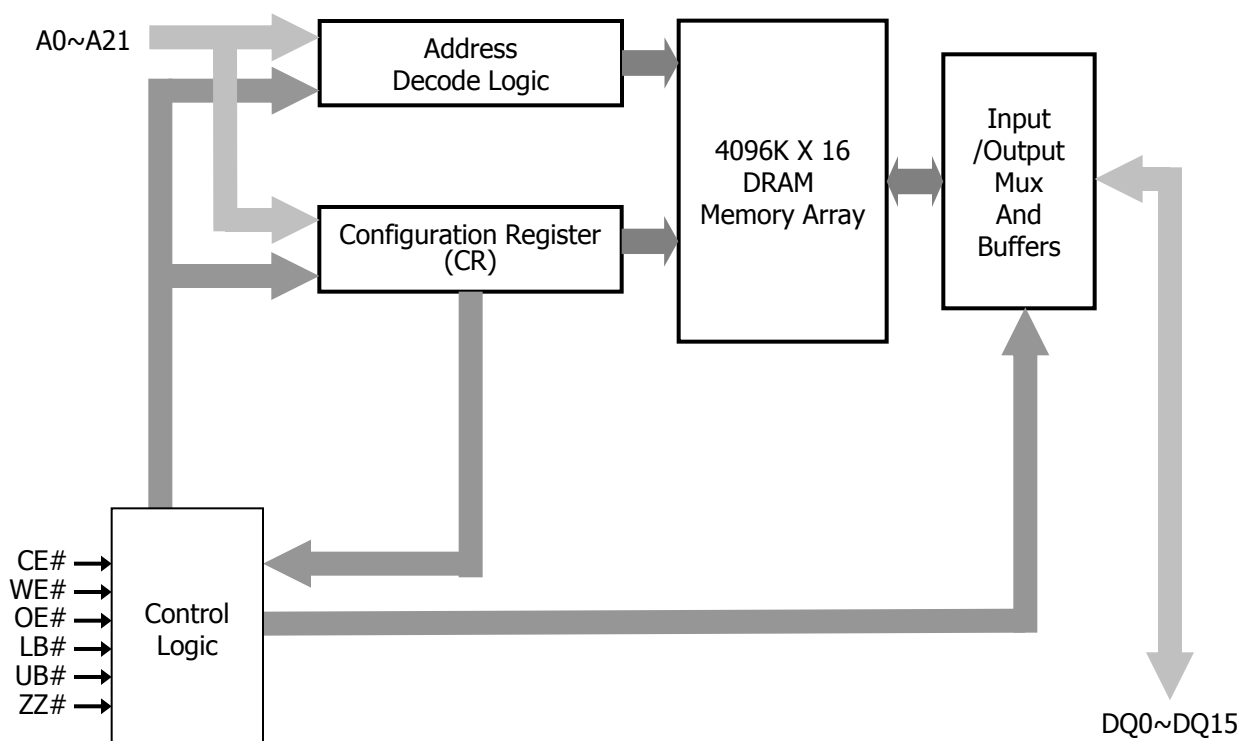 A0~A21
Address
Decode Logic
4096K X 16
DRAM
Memory Array
Input
/Output
Mux
And
Buffers
Configuration Register
(CR)
CE#
WE#
OE#
LB#
UB#
ZZ#
Control
Logic
DQ0~DQ15